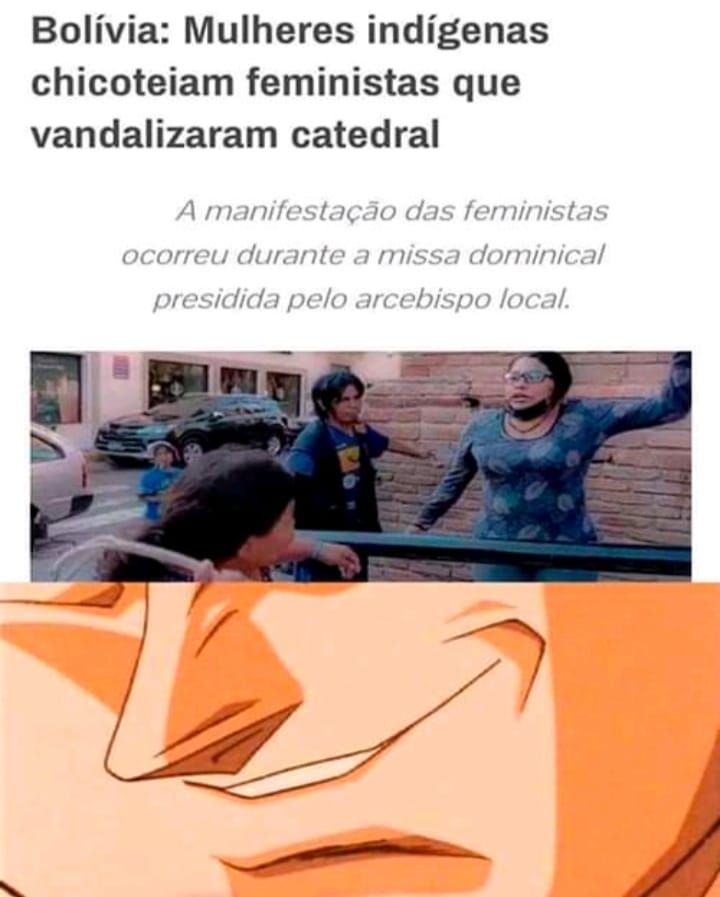 Bolívia: Mulheres indígenas
chicoteiam feministas que
vandalizaram catedral
A manifestação das feministas
ocorreu durante a missa dominical
presidida pelo arcebispo local.